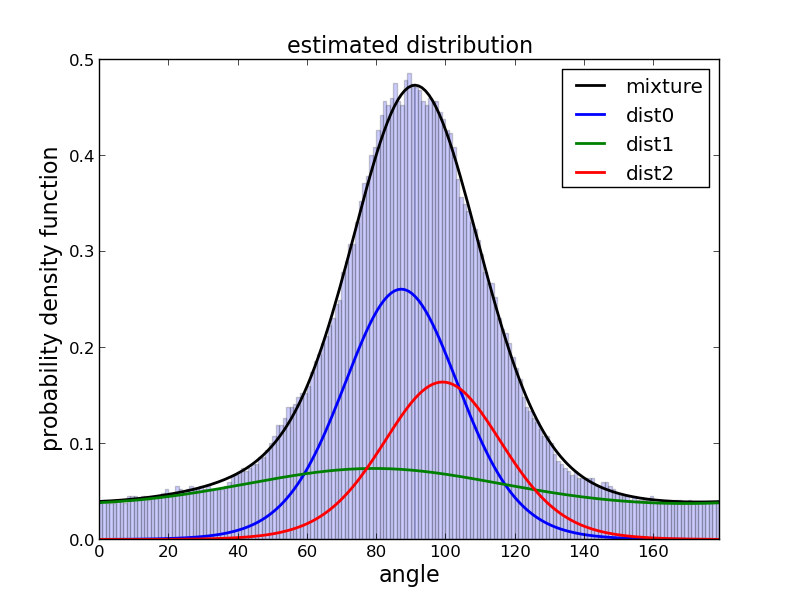 estimated distribution
probability density function
0.5
0.4
0.3
0.2
0.1
0.0
0 20 40 60 80 100 120 140 160
angle
mixture
dist0
dist1
dist2